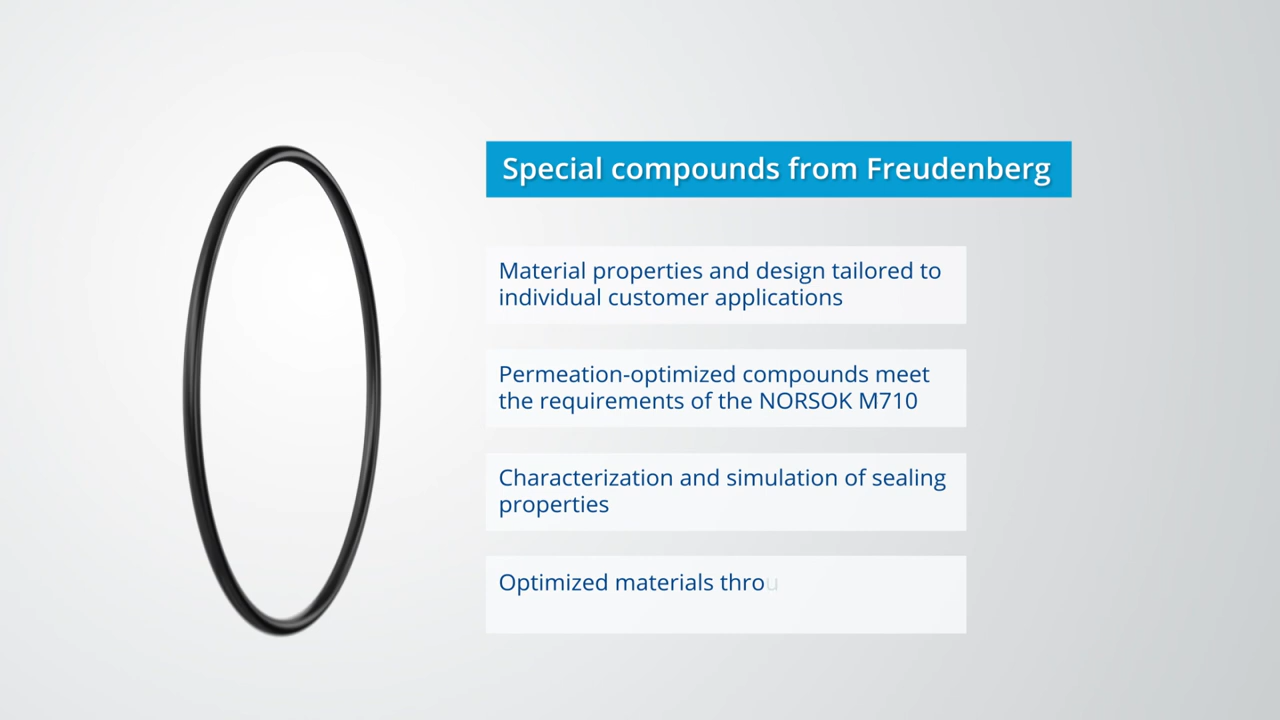 Special compounds from Freudenberg
Material properties and design tailored to
individual customer applications
Permeation-optimized compounds meet
the requirements of the NORSOK M710
Characterization and simulation of sealing
properties
Optimized materials throu